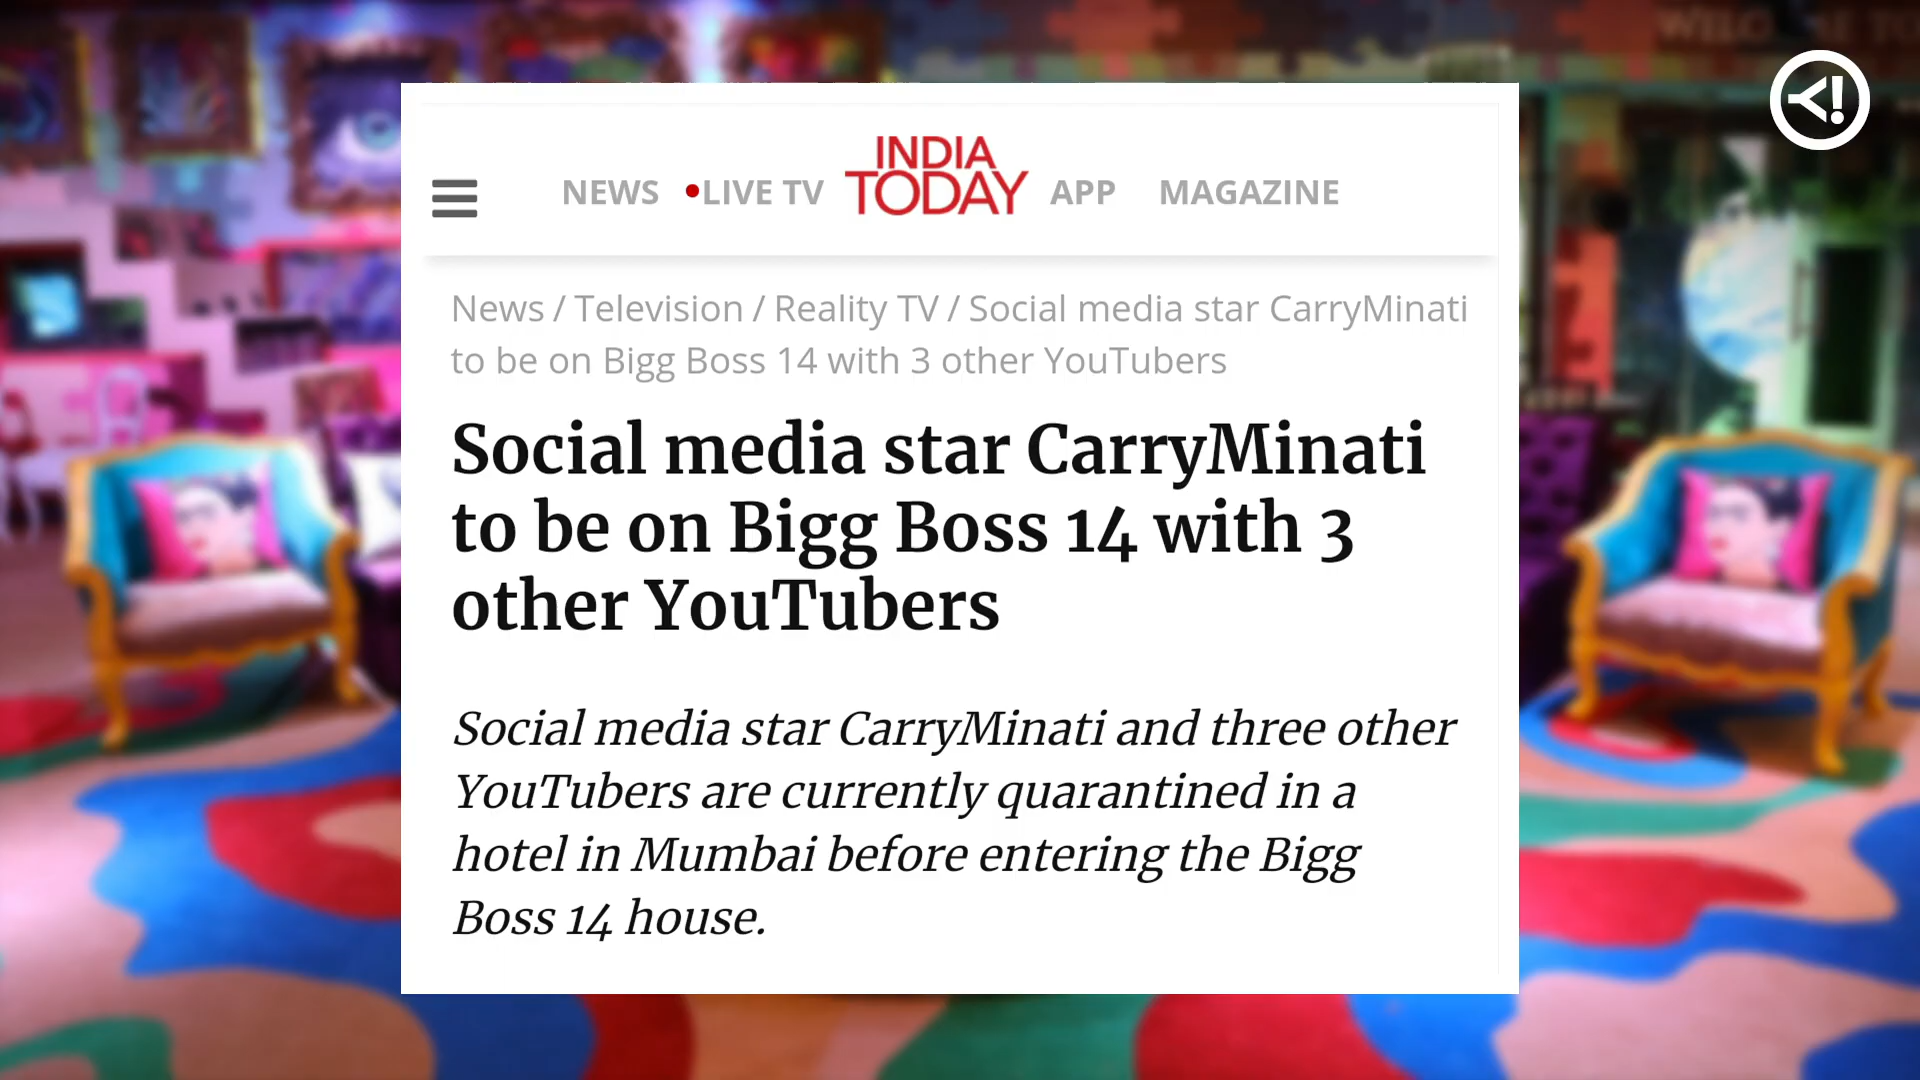 WELCOME TO
INDIA
TODAY
NEWS LIVE TV APP MAGAZINE
News / Television / Reality TV / Social media star CarryMinati
to be on Bigg Boss 14 with 3 other YouTubers
Social media star CarryMinati
to be on Bigg Boss 14 with 3
other YouTubers
Social media star CarryMinati and three other
YouTubers are currently quarantined in a
hotel in Mumbai before entering the Bigg
Boss 14 house.